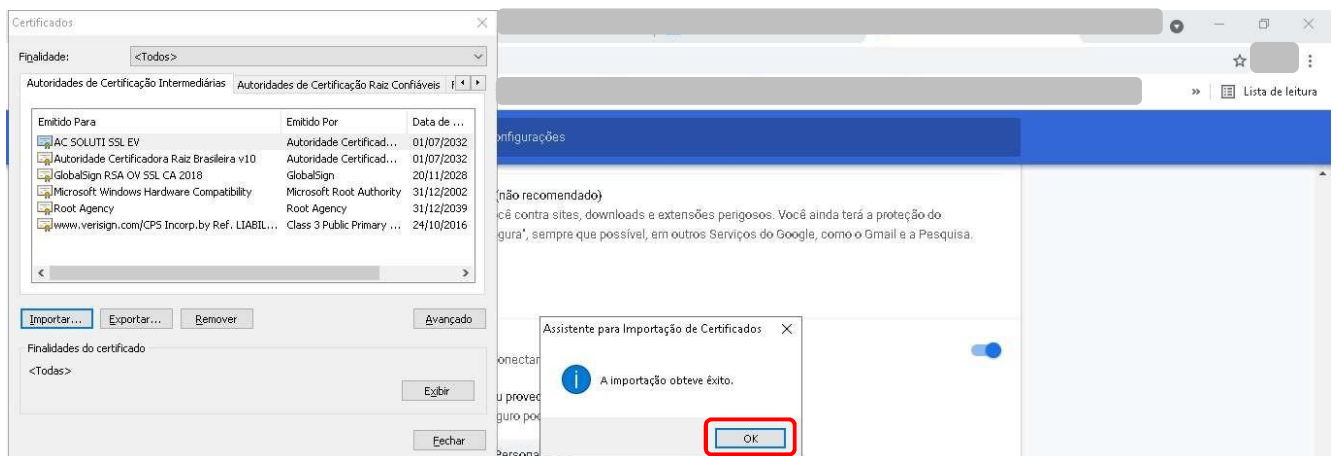 Certificados
Finalidade: <Todos>
Autoridades de Certificação Intermediárias Autoridades de Certificação Raiz Confiáveis
Emitido Para Emitido Por Data de ...
AC SOLUTI SSL EV Autoridade Certificad... 01/07/2032
Autoridade Certificadora Raiz Brasileira v10 Autoridade Certificad... 01/07/2032
GlobalSign RSA OV SSL CA 2018 GlobalSign 20/11/2028
Microsoft Windows Hardware Compatibility Microsoft Root Authority 31/12/2002
Root Agency Root Agency 31/12/2039
www.verisign.com/CPS Incorp.by Ref. LIABIL... Class 3 Public Primary ... 24/10/2016
Importar... Exportar... Remover Avançado
Finalidades do certificado
<Todas>
Exibir
Fechar
» Lista de leitura
onfigurações
(não recomendado)
cê contra sites, downloads e extensões perigosos. Você ainda terá a proteção do
gura", sempre que possível, em outros Serviços do Google, como o Gmail e a Pesquisa.
onectar
u proved
guro po
Persona
Assistente para Importação de Certificados
A importação obteve êxito.
OK